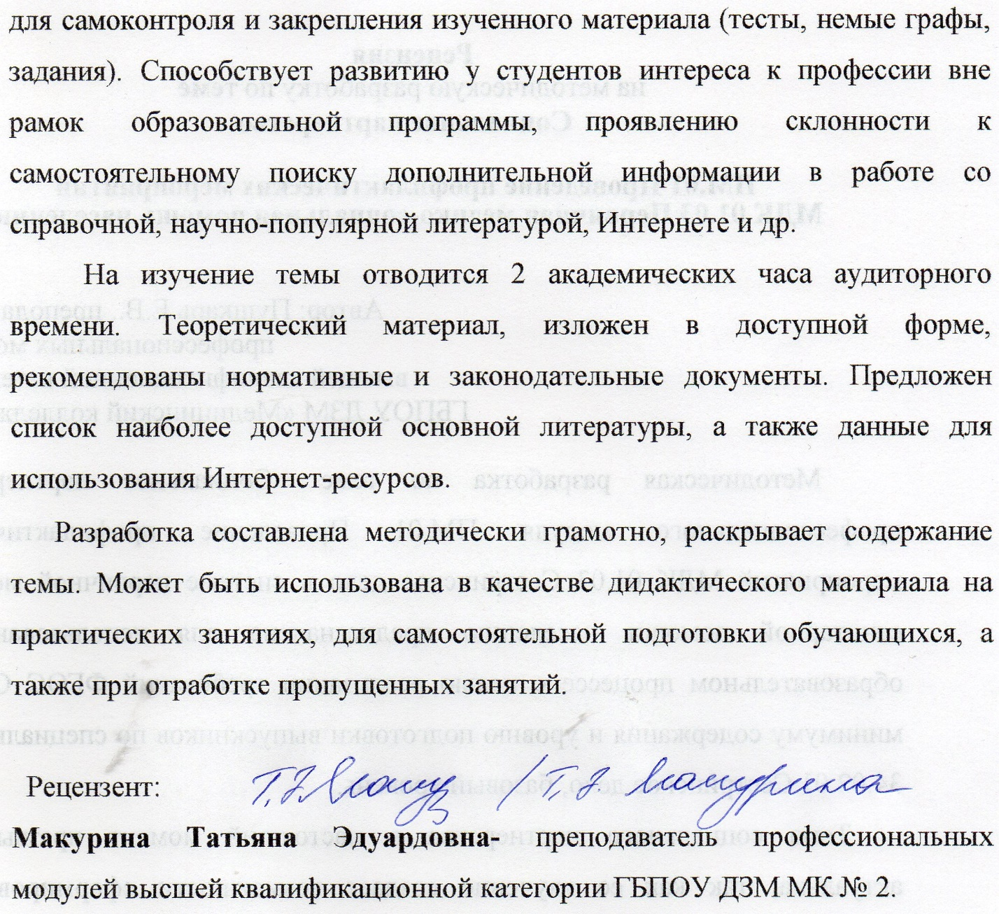 для самоконтроля и закрепления изученного материала (тесты, немые графы,
задания). Способствует развитию у студентов интереса к профессии вне
рамок образовательной программы, проявлению склонности к
самостоятельному поиску дополнительной информации в работе со
справочной, научно-популярной литературой, Интернете и др.
На изучение темы отводится 2 академических часа аудиторного
времени. Теоретический материал, изложен в доступной форме,
рекомендованы нормативные и законодательные документы. Предложен
список наиболее доступной основной литературы, а также данные для
использования Интернет-ресурсов.
Разработка составлена методически грамотно, раскрывает содержание
темы. Может быть использована в качестве дидактического материала на
практических занятиях, для самостоятельной подготовки обучающихся, а
также при отработке пропущенных занятий.
Рецензент: /Т.Э. Макурина
Макурина Татьяна Эдуардовна- преподаватель профессиональных
модулей высшей квалификационной категории ГБПОУ ДЗМ МК № 2.